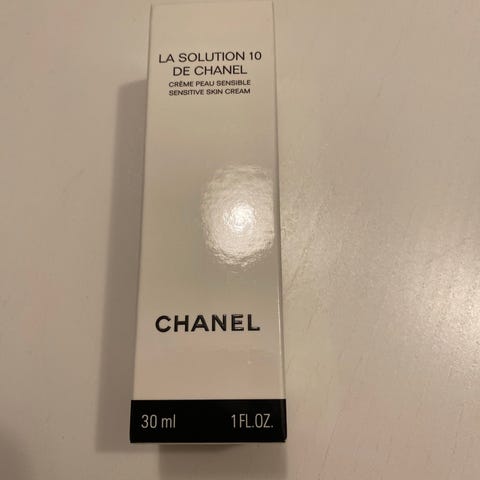 LA SOLUTION 10
DE CHANEL
CRÈME PEAU SENSIBLE
SENSITIVE SKIN CREAM
CHANEL
30 ml 1 FL.OZ.